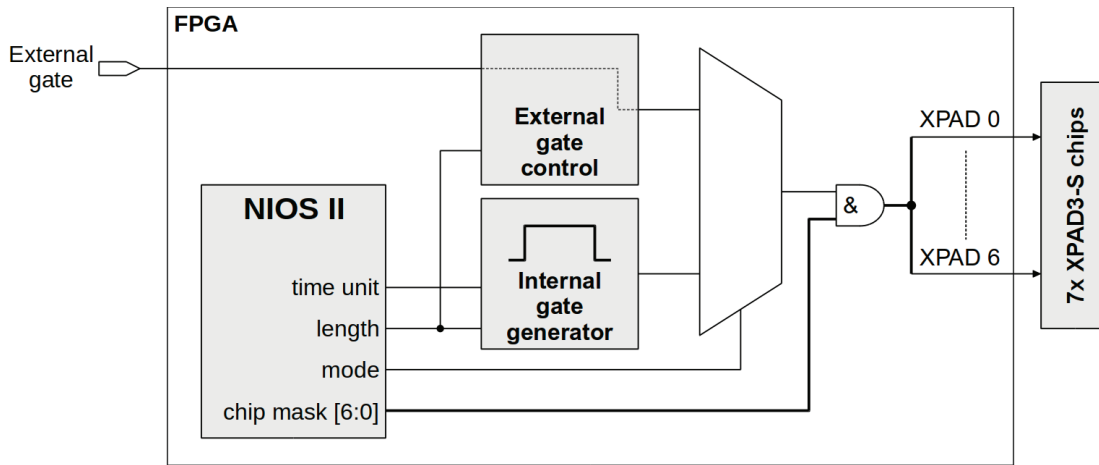 FPGA
External
gate
External
gate
control
NIOS II
time unit
length
mode
chip mask [6:0]
Internal
gate
generator
&
XPAD 0
XPAD 6
7x XPAD3-S chips